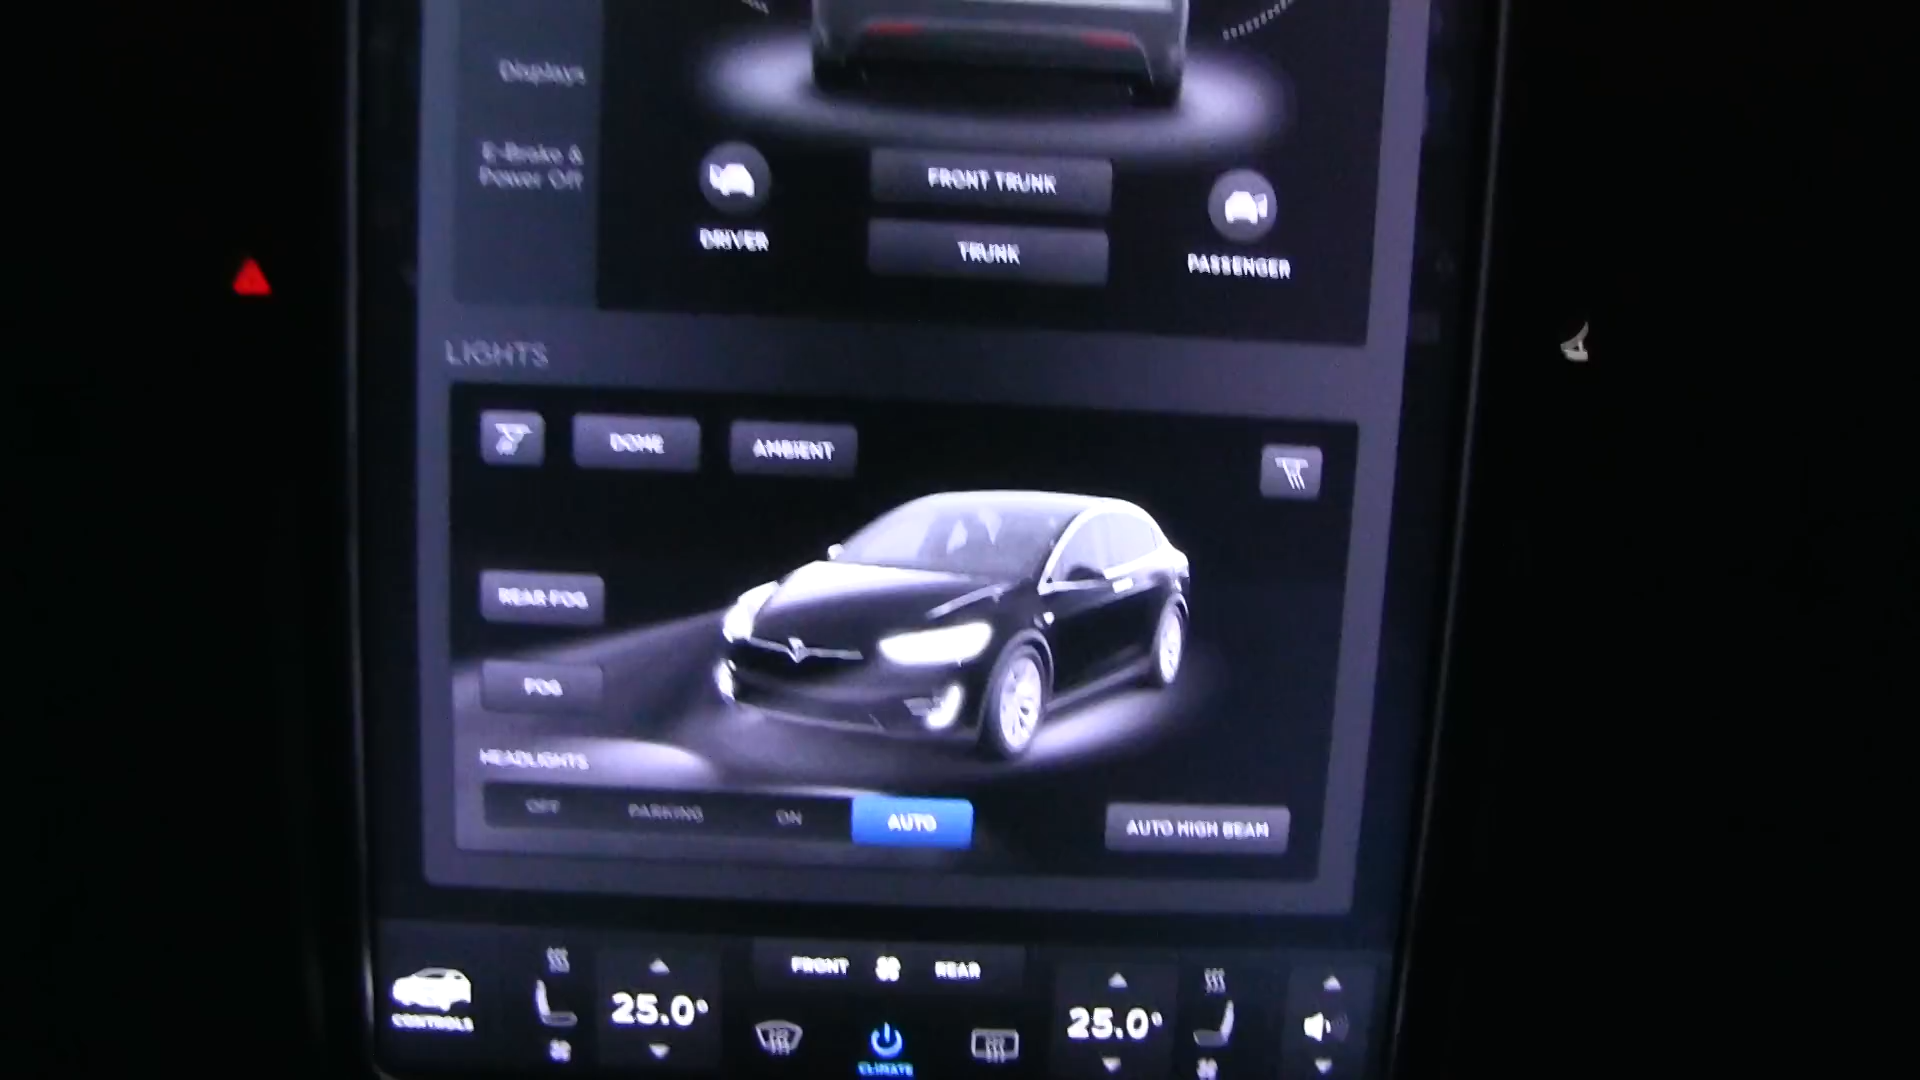 Displays
E-Brake &
Power Off
DRIVER
FRONT TRUNK
TRUNK
PASSENGER
LIGHTS
DOME
AMBIENT
REAR FOG
FOG
HEADLIGHTS
OFF
PARKING
ON
AUTO
AUTO HIGH BEAM
CONTROLS
25.0°
FRONT
REAR
CLIMATE
25.0°